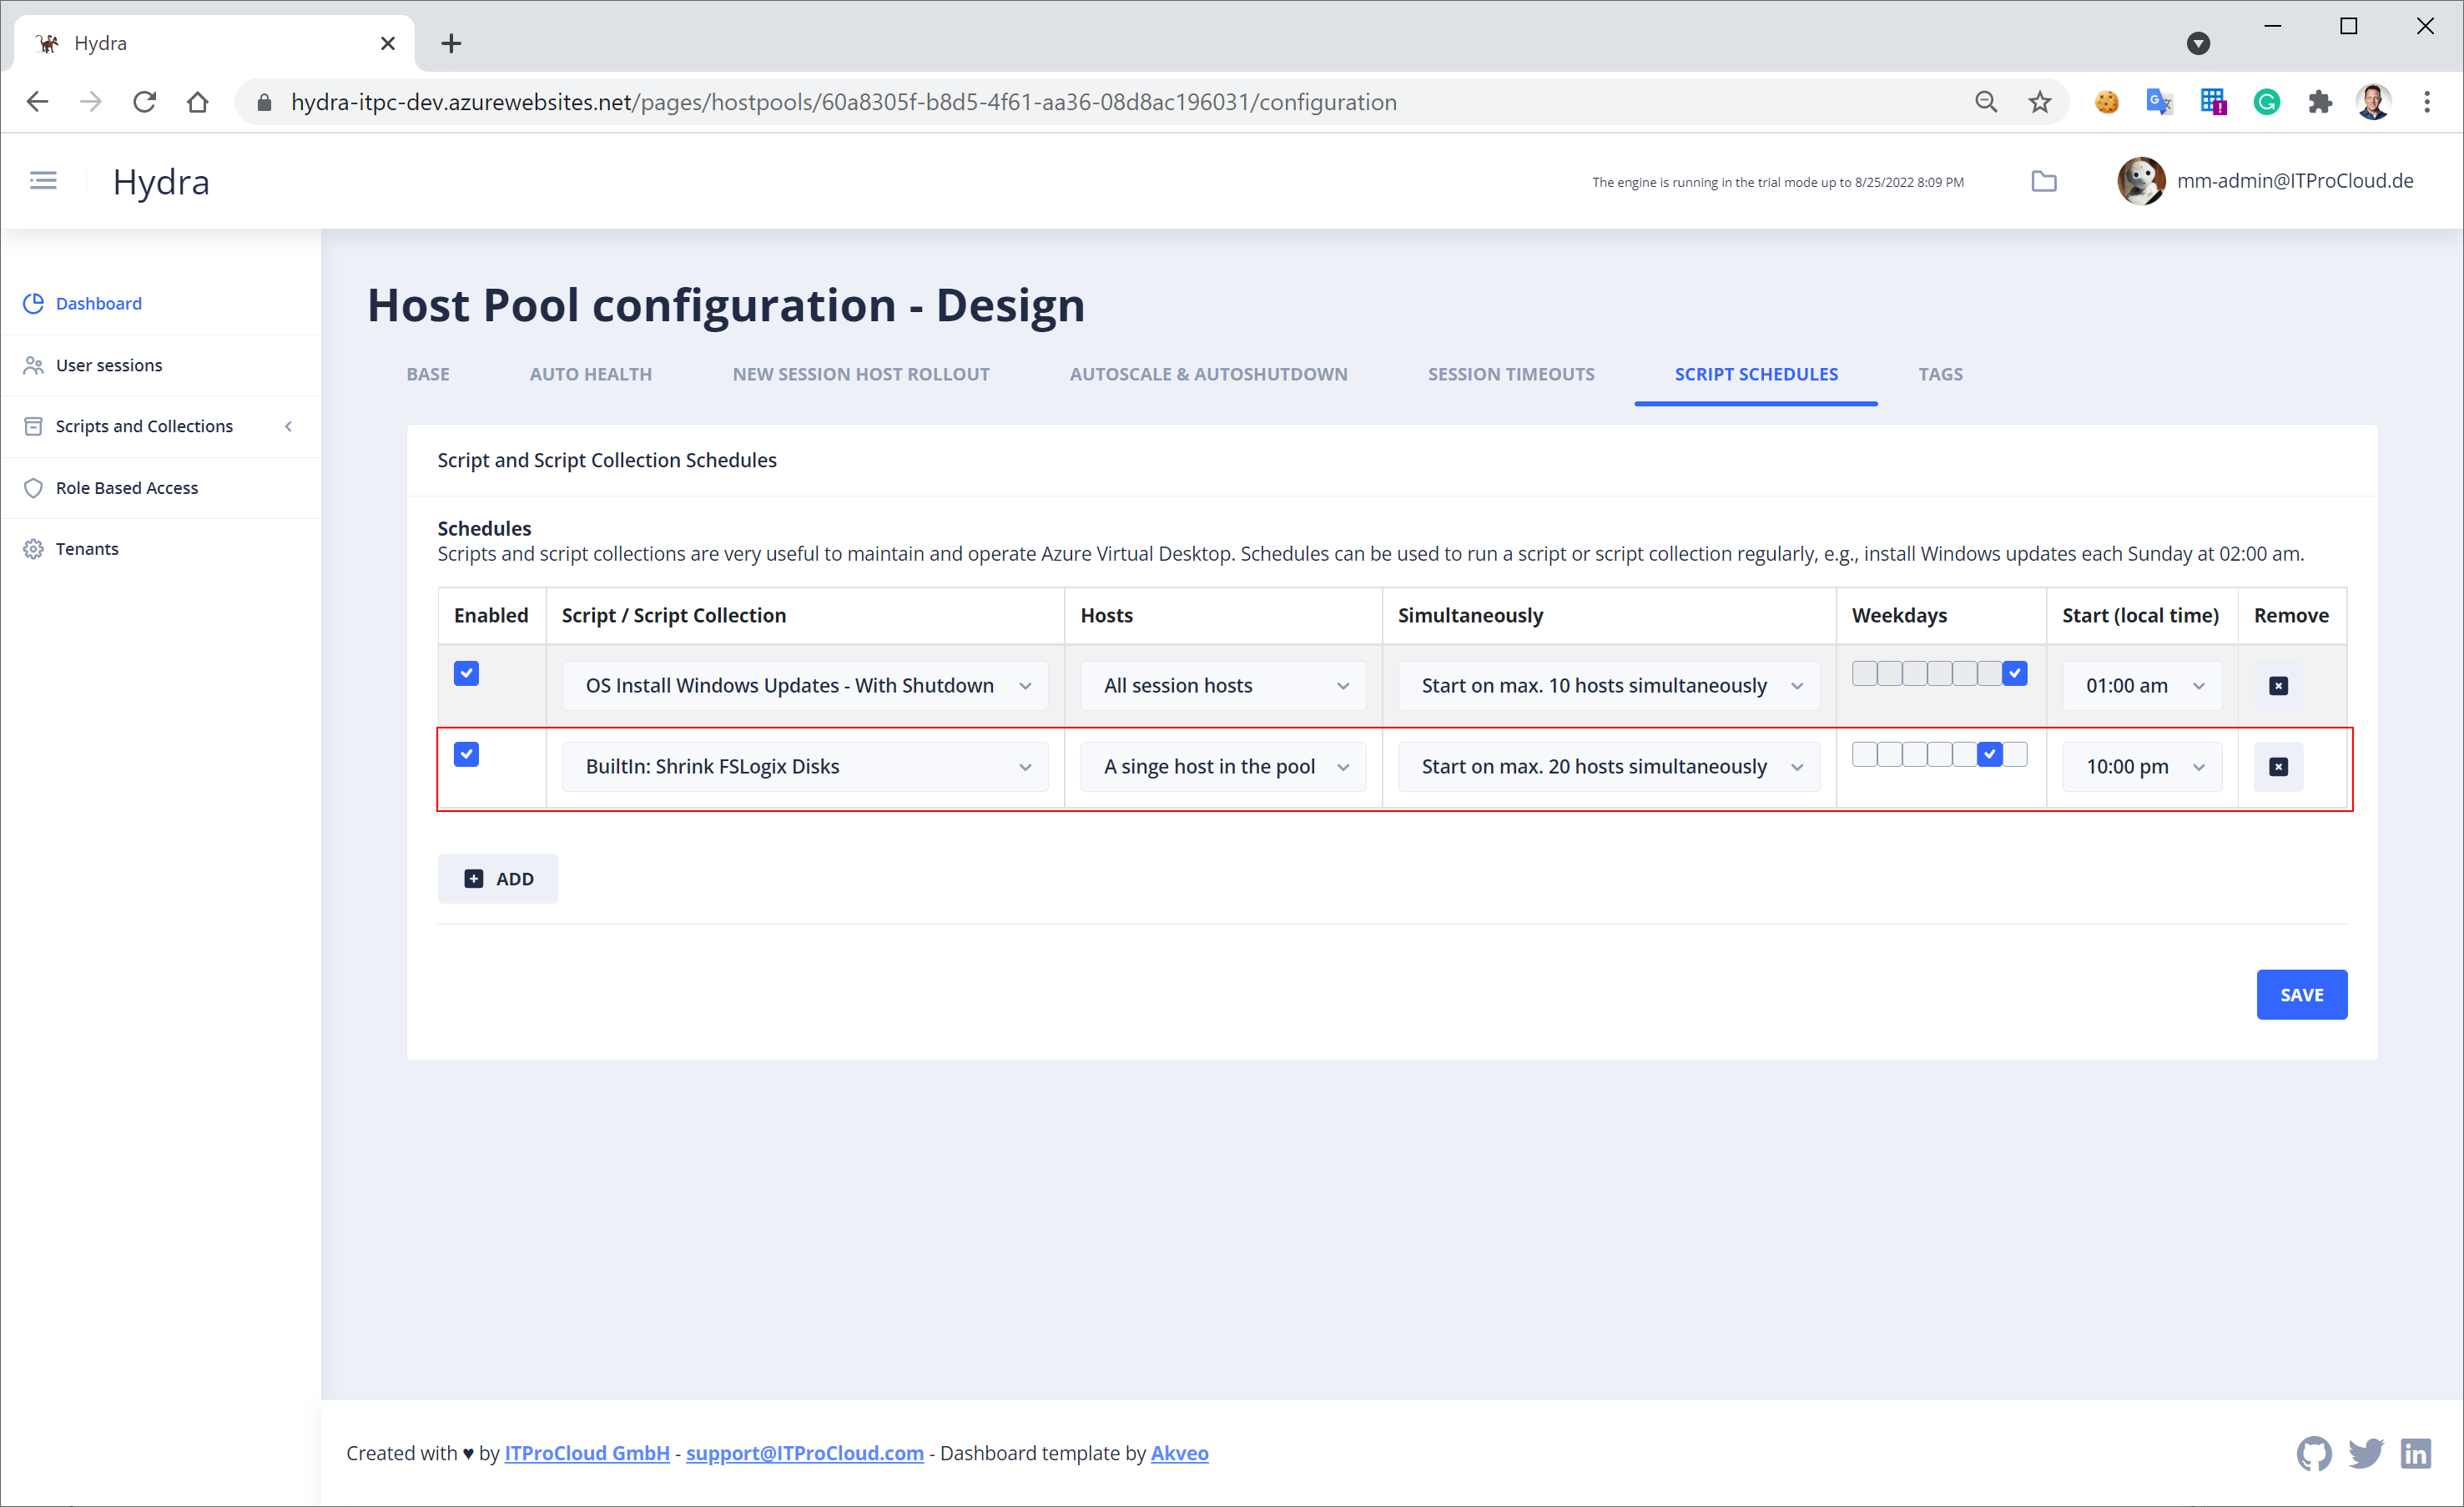 Hydra
hydra-itpc-dev.azurewebsites.net/pages/hostpools/60a8305f-b8d5-4f61-aa36-08d8ac196031/configuration
Hydra
The engine is running in the trial mode up to 8/25/2022 8:09 PM
mm-admin@ITProCloud.de
Dashboard
User sessions
Scripts and Collections
Role Based Access
Tenants
Host Pool configuration - Design
BASE AUTO HEALTH NEW SESSION HOST ROLLOUT AUTOSCALE & AUTOSHUTDOWN SESSION TIMEOUTS SCRIPT SCHEDULES TAGS
Script and Script Collection Schedules
Schedules
Scripts and script collections are very useful to maintain and operate Azure Virtual Desktop. Schedules can be used to run a script or script collection regularly, e.g., install Windows updates each Sunday at 02:00 am.
Enabled Script / Script Collection Hosts Simultaneously Weekdays Start (local time) Remove
OS Install Windows Updates - With Shutdown All session hosts Start on max. 10 hosts simultaneously 01:00 am
BuiltIn: Shrink FSLogix Disks A singe host in the pool Start on max. 20 hosts simultaneously 10:00 pm
ADD
SAVE
Created with ♥ by ITProCloud GmbH - support@ITProCloud.com - Dashboard template by Akveo